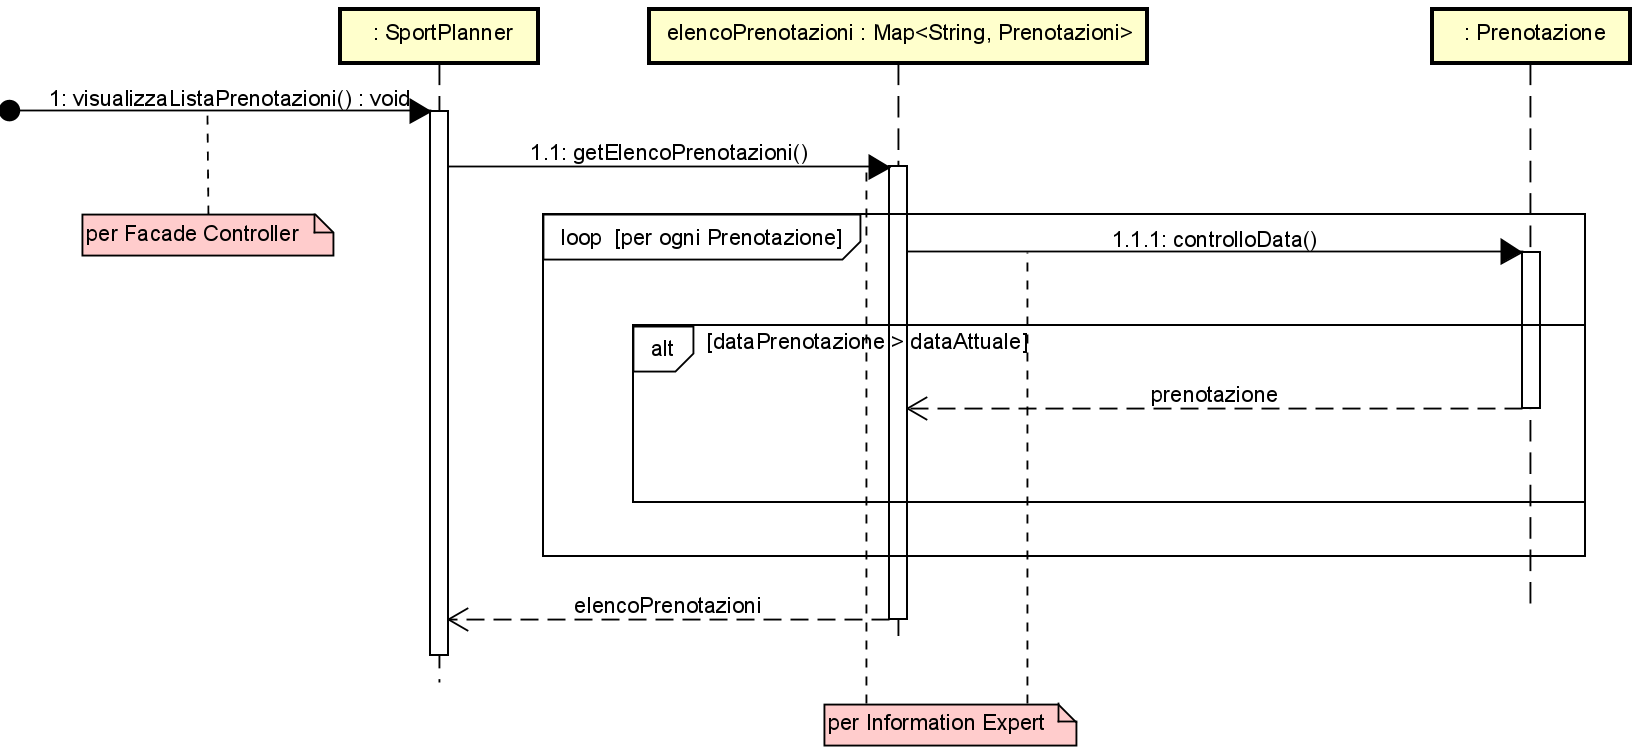 : SportPlanner
elencoPrenotazioni : Map<String, Prenotazioni>
: Prenotazione
1: visualizzaListaPrenotazioni() : void
1.1: getElencoPrenotazioni()
per Facade Controller
loop [per ogni Prenotazione]
1.1.1: controlloData()
alt [dataPrenotazione > dataAttuale]
prenotazione
elencoPrenotazioni
per Information Expert